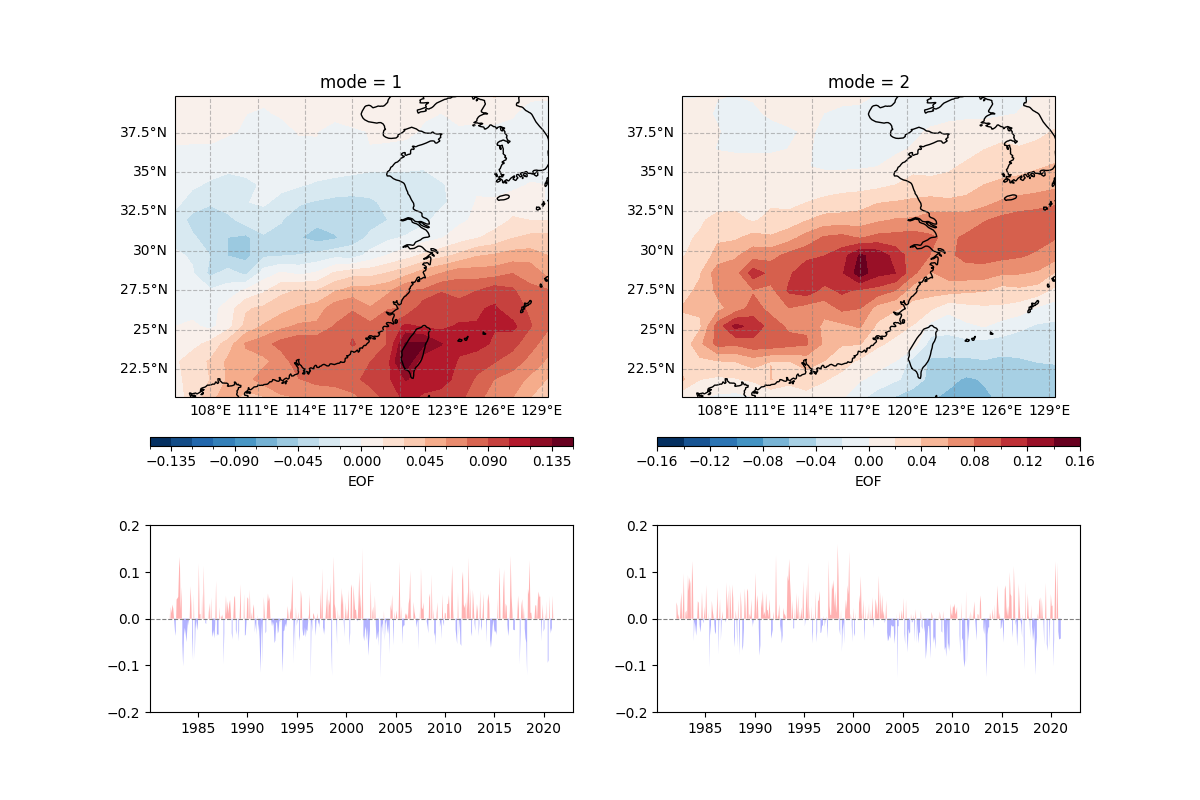 mode = 1
mode = 2
37.5°N
35°N
32.5°N
30°N
27.5°N
25°N
22.5°N
108°E 111°E 114°E 117°E 120°E 123°E 126°E 129°E
37.5°N
35°N
32.5°N
30°N
27.5°N
25°N
22.5°N
108°E 111°E 114°E 117°E 120°E 123°E 126°E 129°E
−0.135 −0.090 −0.045 0.000 0.045 0.090 0.135
EOF
−0.16 −0.12 −0.08 −0.04 0.00 0.04 0.08 0.12 0.16
EOF
0.2
0.1
0.0
−0.1
−0.2
1985 1990 1995 2000 2005 2010 2015 2020
0.2
0.1
0.0
−0.1
−0.2
1985 1990 1995 2000 2005 2010 2015 2020